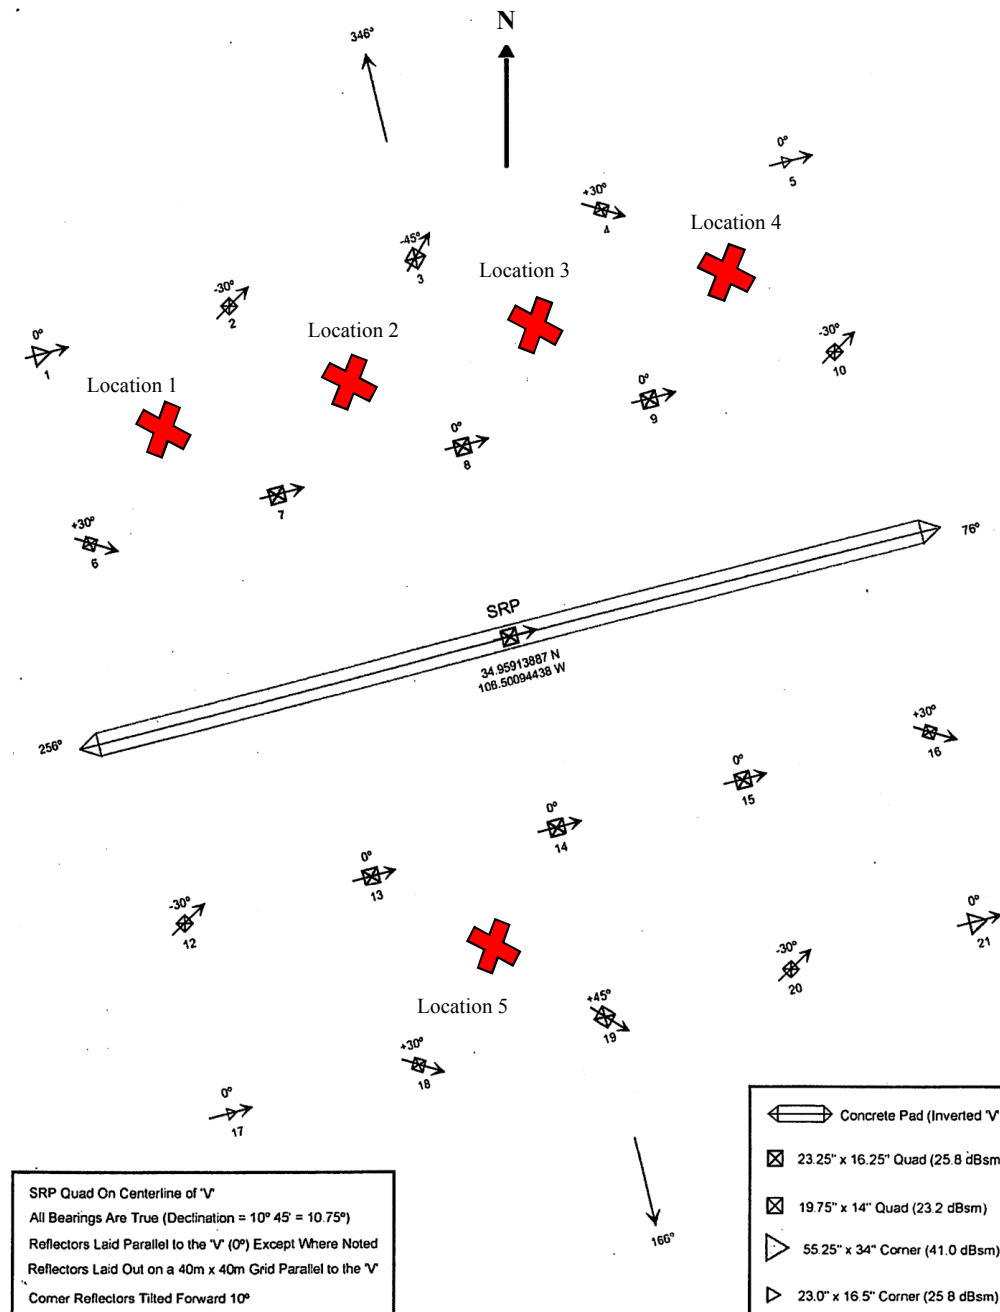 N
346°
0°
5
+30°
4
Location 4
-45°
3
Location 3
-30°
2
Location 2
0°
1
-30°
10
Location 1
0°
9
0°
8
7
+30°
6
76°
SRP
34.95913887 N
106.50094438 W
256°
+30°
16
0°
15
0°
14
0°
13
-30°
12
0°
21
-30°
20
Location 5
+45°
19
+30°
18
0°
17
166°
Concrete Pad (Inverted 'V'
23.25" x 16.25" Quad (25.8 dBsm
19.75" x 14" Quad (23.2 dBsm)
55.25" x 34" Corner (41.0 dBsm)
23.0" x 16.5" Corner (25.8 dBsm)
SRP Quad On Centerline of 'V'
All Bearings Are True (Declination = 10° 45' = 10.75°)
Reflectors Laid Parallel to the 'V' (0°) Except Where Noted
Reflectors Laid Out on a 40m x 40m Grid Parallel to the 'V'
Corner Reflectors Tilted Forward 10°